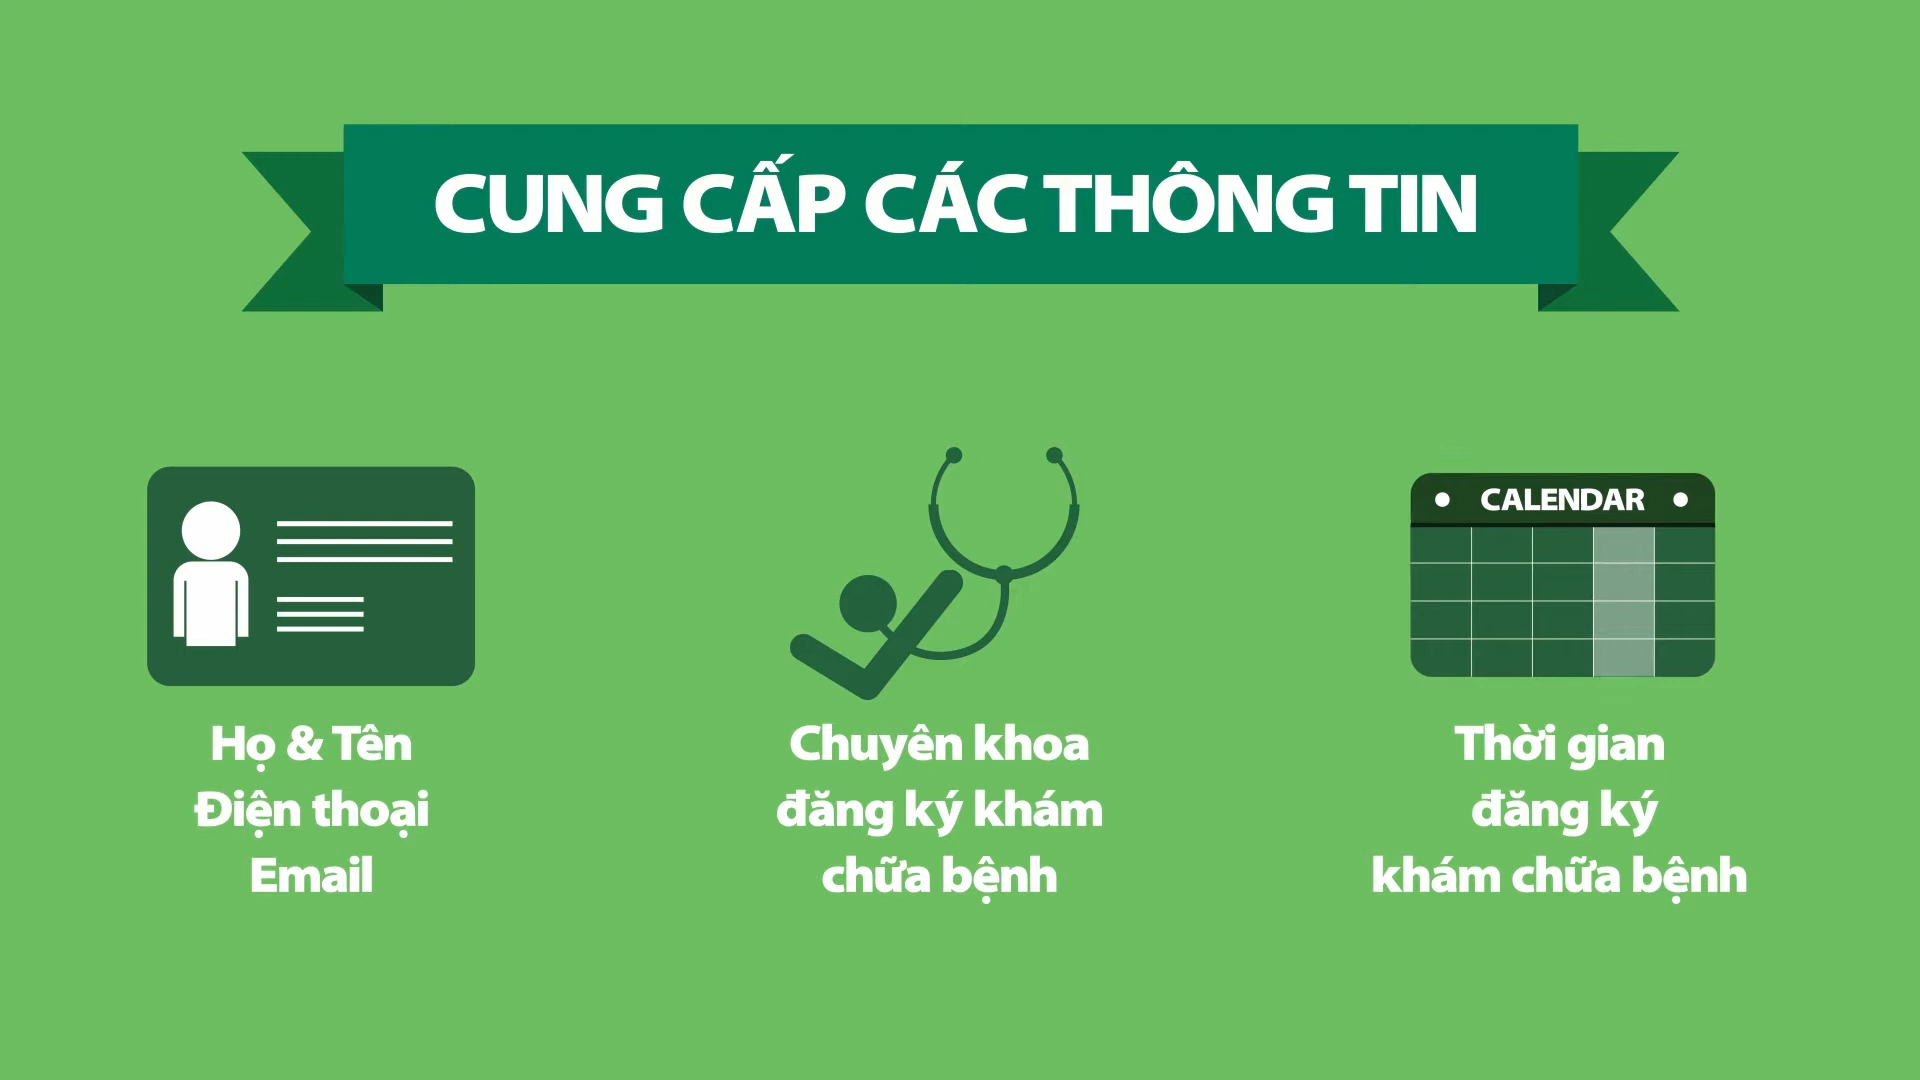 CUNG CẤP CÁC THÔNG TIN
CALENDAR
Họ & Tên
Điện thoại
Email
Chuyên khoa
đăng ký khám
chữa bệnh
Thời gian
đăng ký
khám chữa bệnh